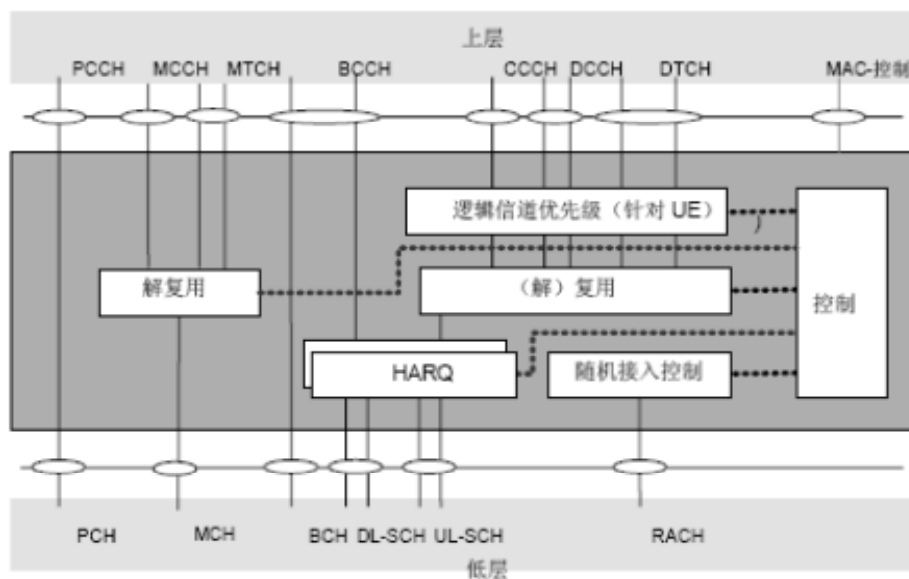 上层
PCCH MCCH MTCH BCCH CCCH DCCH DTCH MAC-控制
逻辑信道优先级（针对 UE）
解复用 （解）复用
控制
HARQ 随机接入控制
PCH MCH BCH DL-SCH UL-SCH RACH
低层